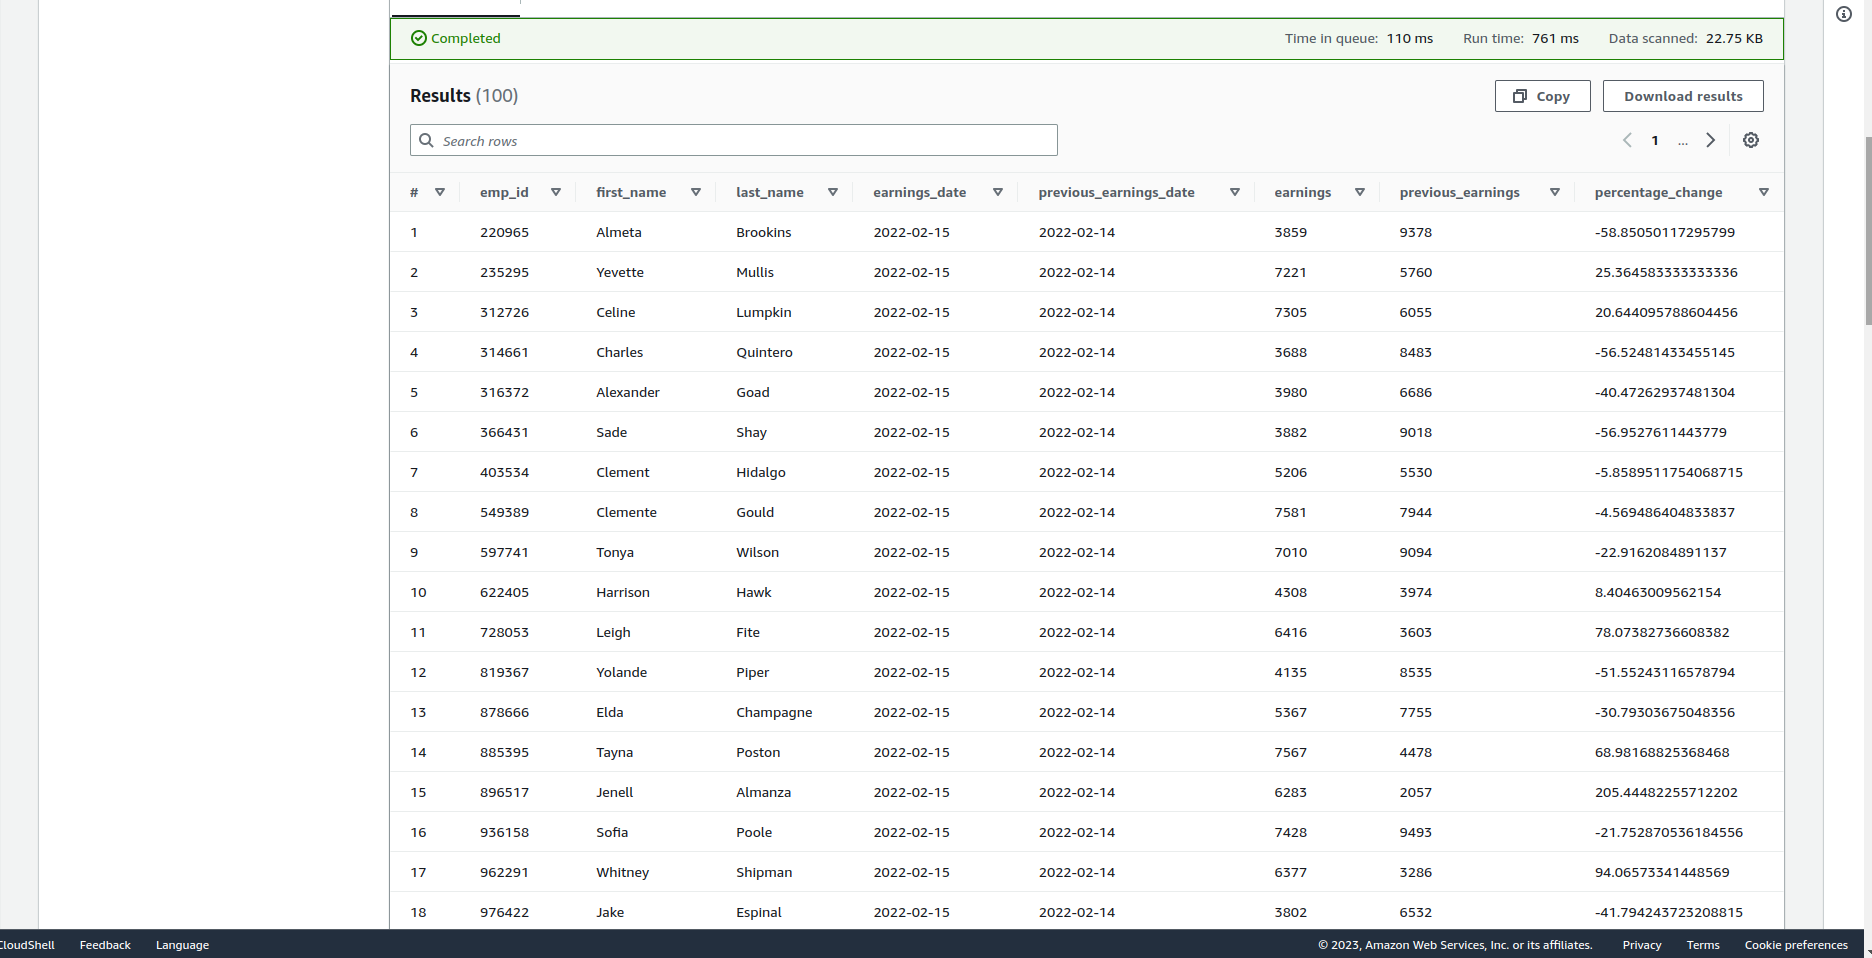 Completed Time in queue: 110 ms Run time: 761 ms Data scanned: 22.75 KB
Results (100) Copy Download results
Search rows 1 ...
# emp_id first_name last_name earnings_date previous_earnings_date earnings previous_earnings percentage_change
1 220965 Almeta Brookins 2022-02-15 2022-02-14 3859 9378 -58.85050117295799
2 235295 Yevette Mullis 2022-02-15 2022-02-14 7221 5760 25.364583333333336
3 312726 Celine Lumpkin 2022-02-15 2022-02-14 7305 6055 20.644095788604456
4 314661 Charles Quintero 2022-02-15 2022-02-14 3688 8483 -56.52481433455145
5 316372 Alexander Goad 2022-02-15 2022-02-14 3980 6686 -40.47262937481304
6 366431 Sade Shay 2022-02-15 2022-02-14 3882 9018 -56.9527611443779
7 403534 Clement Hidalgo 2022-02-15 2022-02-14 5206 5530 -5.8589511754068715
8 549389 Clemente Gould 2022-02-15 2022-02-14 7581 7944 -4.569486404833837
9 597741 Tonya Wilson 2022-02-15 2022-02-14 7010 9094 -22.9162084891137
10 622405 Harrison Hawk 2022-02-15 2022-02-14 4308 3974 8.40463009562154
11 728053 Leigh Fite 2022-02-15 2022-02-14 6416 3603 78.07382736608382
12 819367 Yolande Piper 2022-02-15 2022-02-14 4135 8535 -51.55243116578794
13 878666 Elda Champagne 2022-02-15 2022-02-14 5367 7755 -30.79303675048356
14 885395 Tayna Poston 2022-02-15 2022-02-14 7567 4478 68.98168825368468
15 896517 Jenell Almanza 2022-02-15 2022-02-14 6283 2057 205.44482255712202
16 936158 Sofia Poole 2022-02-15 2022-02-14 7428 9493 -21.752870536184556
17 962291 Whitney Shipman 2022-02-15 2022-02-14 6377 3286 94.06573341448569
18 976422 Jake Espinal 2022-02-15 2022-02-14 3802 6532 -41.794243723208815
CloudShell Feedback Language © 2023, Amazon Web Services, Inc. or its affiliates. Privacy Terms Cookie preferences